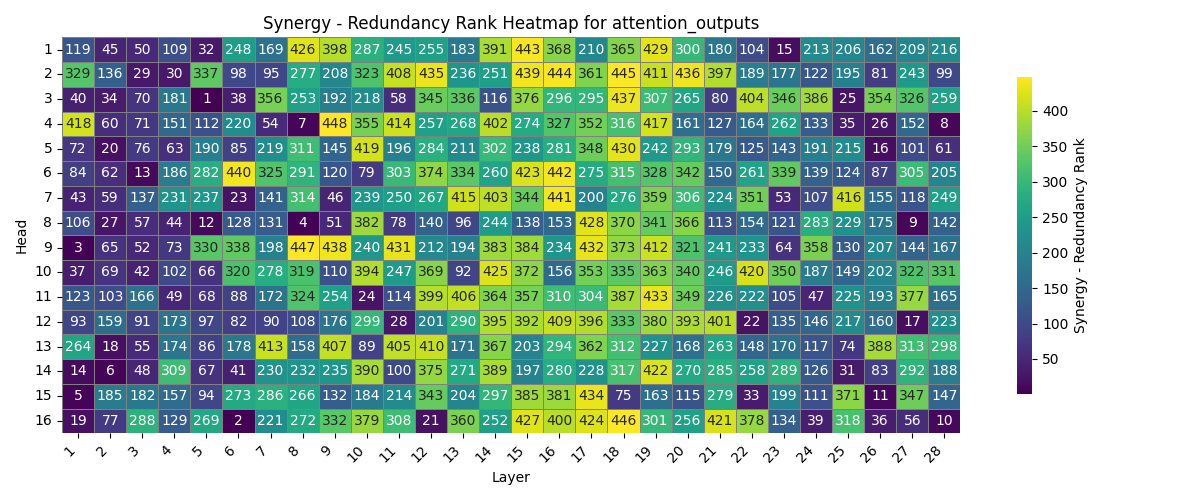 Synergy - Redundancy Rank Heatmap for attention_outputs
1 119 45 50 109 32 248 169 426 398 287 245 255 183 391 443 368 210 365 429 300 180 104 15 213 206 162 209 216
2 329 136 29 30 337 98 95 277 208 323 408 435 236 251 439 444 361 445 411 436 397 189 177 122 195 81 243 99
3 40 34 70 181 1 38 356 253 192 218 58 345 336 116 376 296 295 437 307 265 80 404 346 386 25 354 326 259
4 418 60 71 151 112 220 54 7 448 355 414 257 268 402 274 327 352 316 417 161 127 164 262 133 35 26 152 8
5 72 20 76 63 190 85 219 311 145 419 196 284 211 302 238 281 348 430 242 293 179 125 143 191 215 16 101 61
6 84 62 13 186 282 440 325 291 120 79 303 374 334 260 423 442 275 315 328 342 150 261 339 139 124 87 305 205
7 43 59 137 231 237 23 141 314 46 239 250 267 415 403 344 441 200 276 359 306 224 351 53 107 416 155 118 249
8 106 27 57 44 12 128 131 4 51 382 78 140 96 244 138 153 428 370 341 366 113 154 121 283 229 175 9 142
9 3 65 52 73 330 338 198 447 438 240 431 212 194 383 384 234 432 373 412 321 241 233 64 358 130 207 144 167
10 37 69 42 102 66 320 278 319 110 394 247 369 92 425 372 156 353 335 363 340 246 420 350 187 149 202 322 331
11 123 103 166 49 68 88 172 324 254 24 114 399 406 364 357 310 304 387 433 349 226 222 105 47 225 193 377 165
12 93 159 91 173 97 82 90 108 176 299 28 201 290 395 392 409 396 333 380 393 401 22 135 146 217 160 17 223
13 264 18 55 174 86 178 413 158 407 89 405 410 171 367 203 294 362 312 227 168 263 148 170 117 74 388 313 298
14 14 6 48 309 67 41 230 232 235 390 100 375 271 389 197 280 228 317 422 270 285 258 289 126 31 83 292 188
15 5 185 182 157 94 273 286 266 132 184 214 343 204 297 385 381 434 75 163 115 279 33 199 111 371 11 347 147
16 19 77 288 129 269 2 221 272 332 379 308 21 360 252 427 400 424 446 301 256 421 378 134 39 318 36 56 10
1 2 3 4 5 6 7 8 9 10 11 12 13 14 15 16 17 18 19 20 21 22 23 24 25 26 27 28
Layer
Head
400
350
300
250
200
150
100
50
Synergy - Redundancy Rank